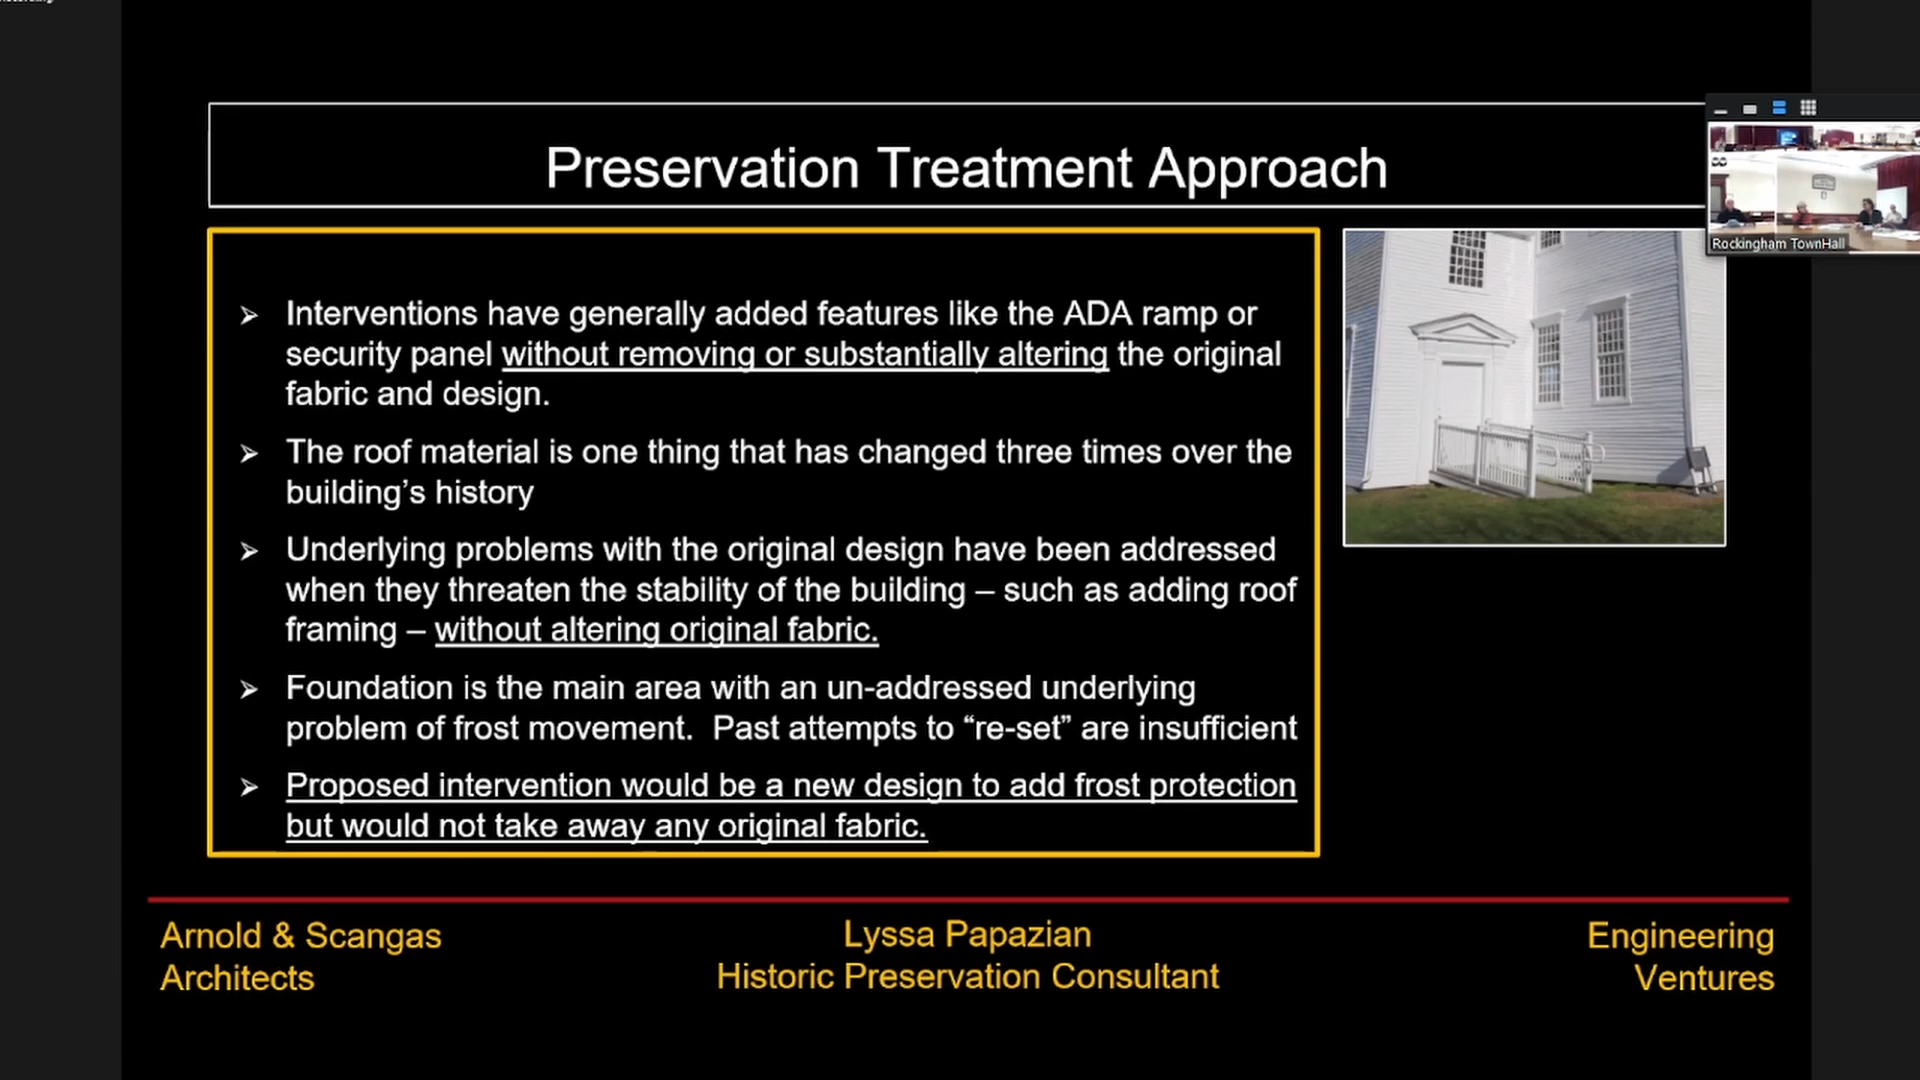 Preservation Treatment Approach
➢ Interventions have generally added features like the ADA ramp or
security panel without removing or substantially altering the original
fabric and design.
➢ The roof material is one thing that has changed three times over the
building’s history
➢ Underlying problems with the original design have been addressed
when they threaten the stability of the building – such as adding roof
framing – without altering original fabric.
➢ Foundation is the main area with an un-addressed underlying
problem of frost movement.  Past attempts to “re-set” are insufficient
➢ Proposed intervention would be a new design to add frost protection
but would not take away any original fabric.
Rockingham TownHall
Arnold & Scangas
Architects
Lyssa Papazian
Historic Preservation Consultant
Engineering
Ventures